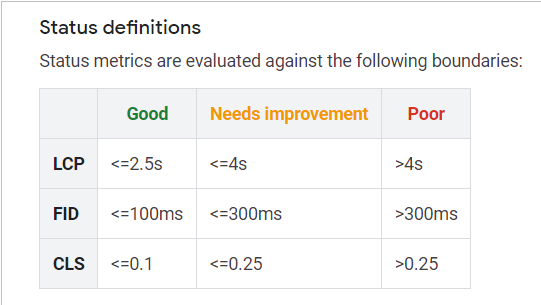 Status definitions
Status metrics are evaluated against the following boundaries:
Good Needs improvement Poor
LCP <=2.5s <=4s >4s
FID <=100ms <=300ms >300ms
CLS <=0.1 <=0.25 >0.25